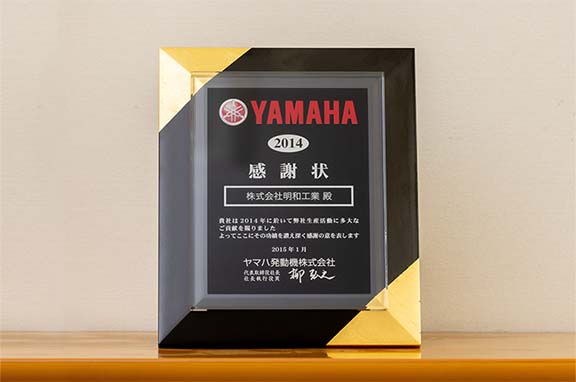 YAMAHA
2014
感謝状
株式会社明和工業 殿
貴社は2014年に於いて弊社生産活動に多大な
ご貢献を賜りました
よってここにその功績を讃え深く感謝の意を表します
2015年1月
ヤマハ発動機株式会社
代表取締役社長
社長執行役員
柳 弘之